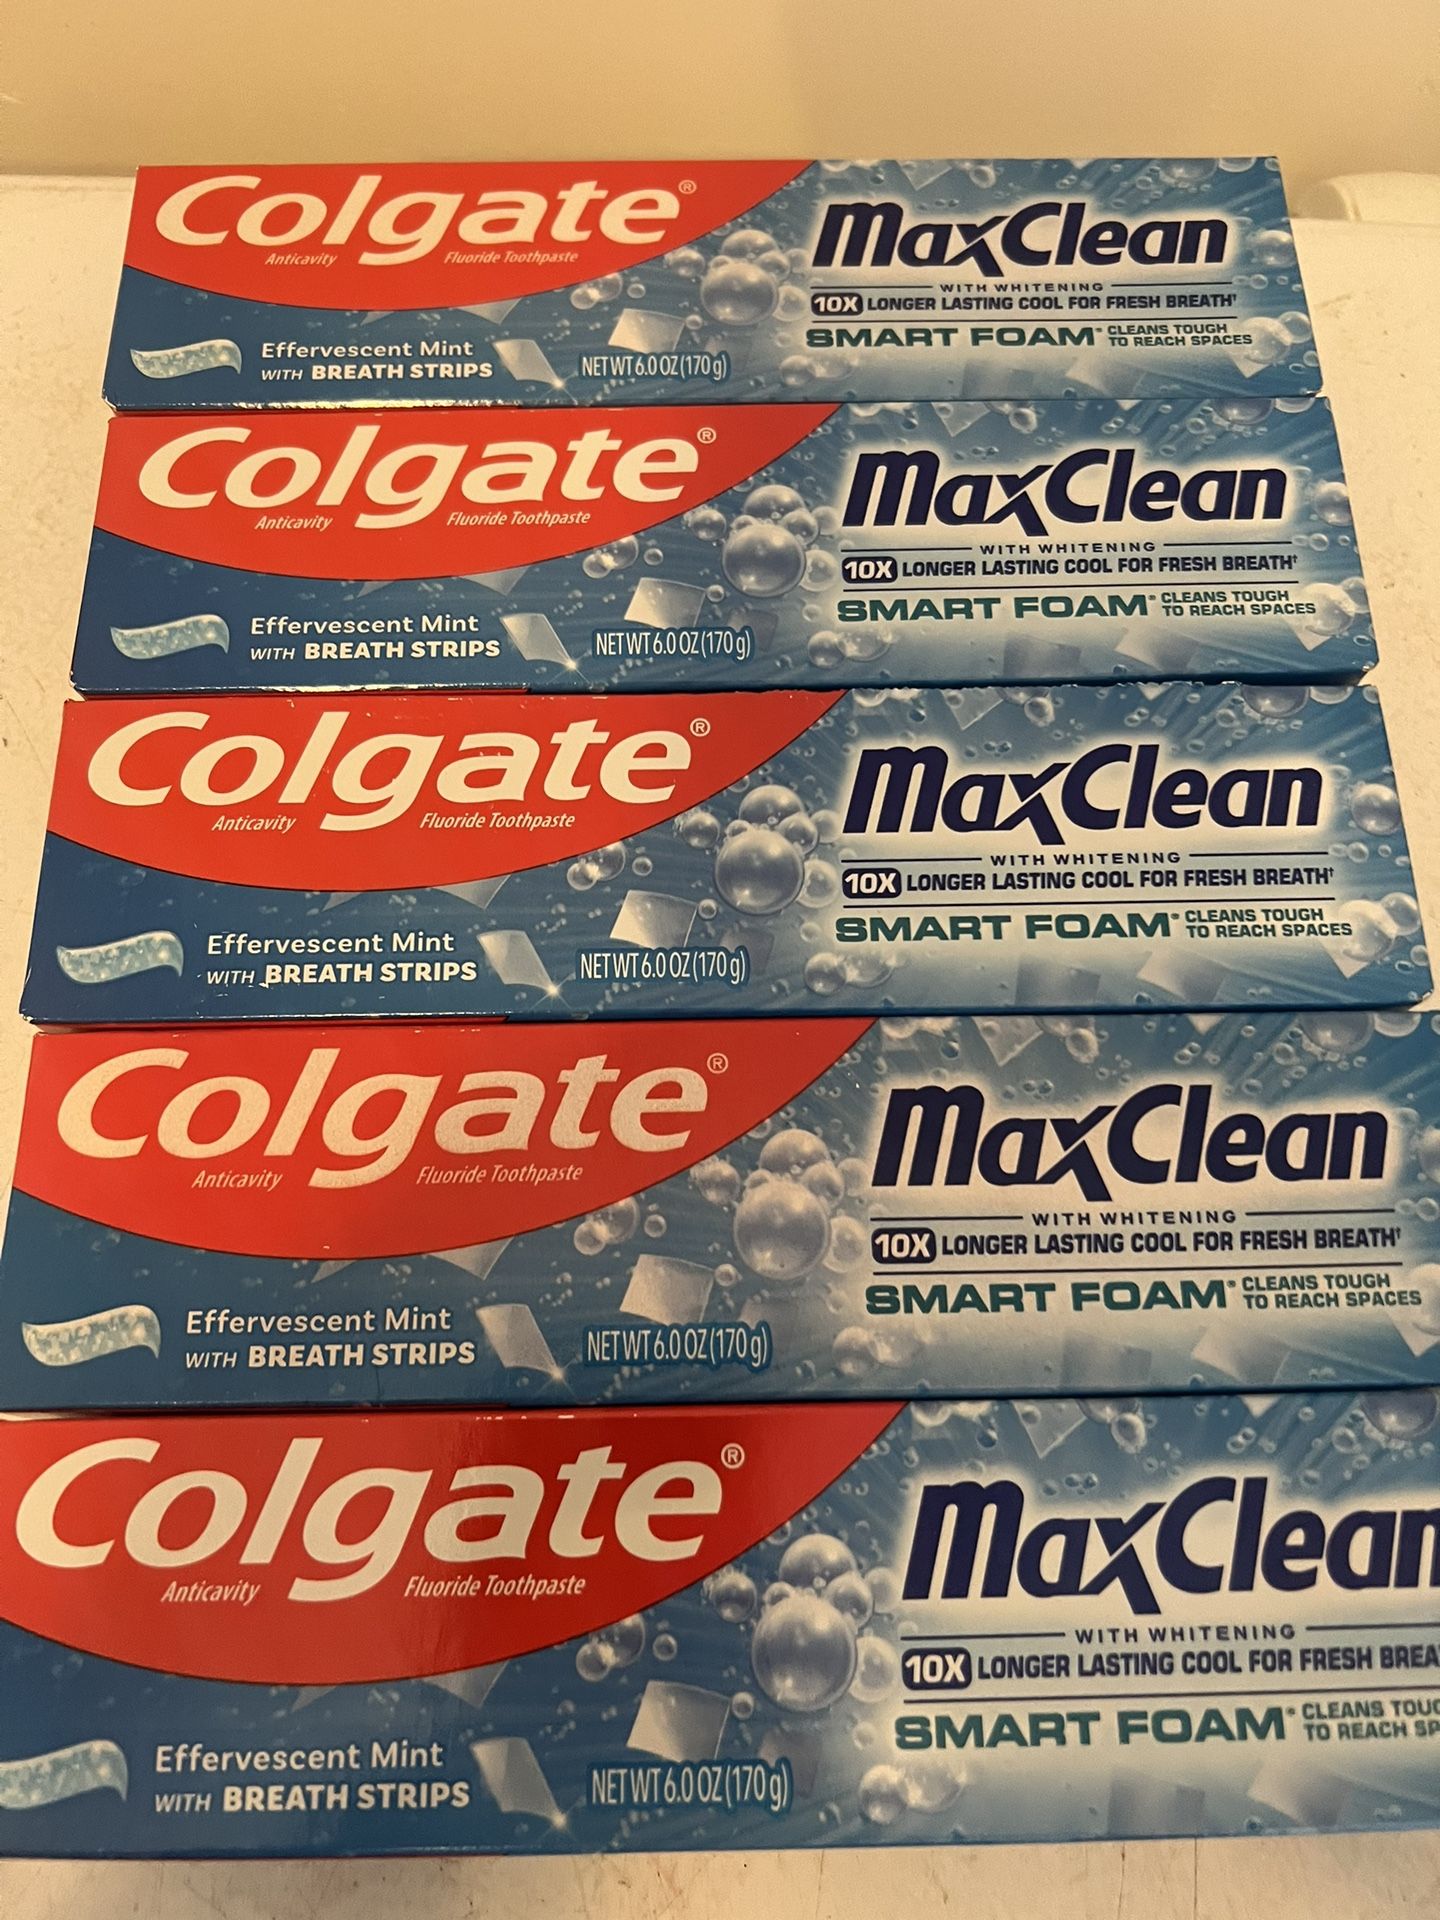 Colgate®
Anticavity Fluoride Toothpaste
MaxClean
WITH WHITENING
10X LONGER LASTING COOL FOR FRESH BREATH†
SMART FOAM* CLEANS TOUGH
TO REACH SPACES
Effervescent Mint
WITH BREATH STRIPS
NET WT 6.0 OZ (170 g)
Colgate®
Anticavity Fluoride Toothpaste
MaxClean
WITH WHITENING
10X LONGER LASTING COOL FOR FRESH BREATH†
SMART FOAM* CLEANS TOUGH
TO REACH SPACES
Effervescent Mint
WITH BREATH STRIPS
NET WT 6.0 OZ (170 g)
Colgate®
Anticavity Fluoride Toothpaste
MaxClean
WITH WHITENING
10X LONGER LASTING COOL FOR FRESH BREATH†
SMART FOAM* CLEANS TOUGH
TO REACH SPACES
Effervescent Mint
WITH BREATH STRIPS
NET WT 6.0 OZ (170 g)
Colgate®
Anticavity Fluoride Toothpaste
MaxClean
WITH WHITENING
10X LONGER LASTING COOL FOR FRESH BREATH†
SMART FOAM* CLEANS TOUGH
TO REACH SPACES
Effervescent Mint
WITH BREATH STRIPS
NET WT 6.0 OZ (170 g)
Colgate®
Anticavity Fluoride Toothpaste
MaxClean
WITH WHITENING
10X LONGER LASTING COOL FOR FRESH BREA
SMART FOAM* CLEANS TOUG
TO REACH SP
Effervescent Mint
WITH BREATH STRIPS
NET WT 6.0 OZ (170 g)